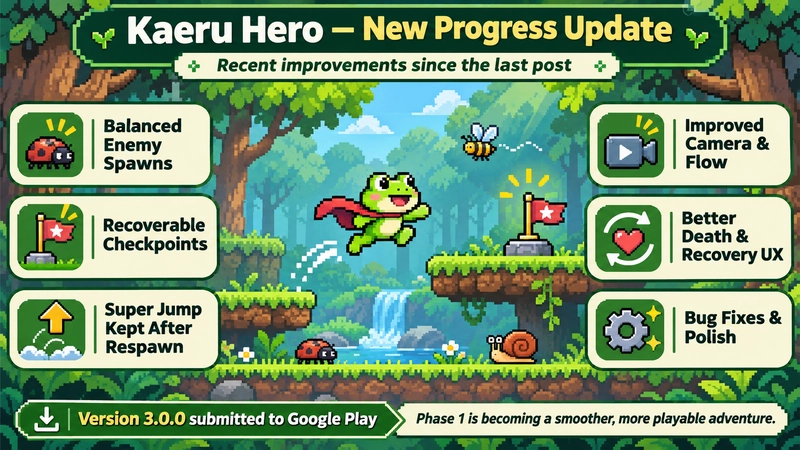 Kaeru Hero – New Progress Update
Recent improvements since the last post
Balanced
Enemy
Spawns
Recoverable
Checkpoints
Super Jump
Kept After
Respawn
Improved
Camera &
Flow
Better
Death &
Recovery UX
Bug Fixes &
Polish
Version 3.0.0 submitted to Google Play
Phase 1 is becoming a smoother, more playable adventure.